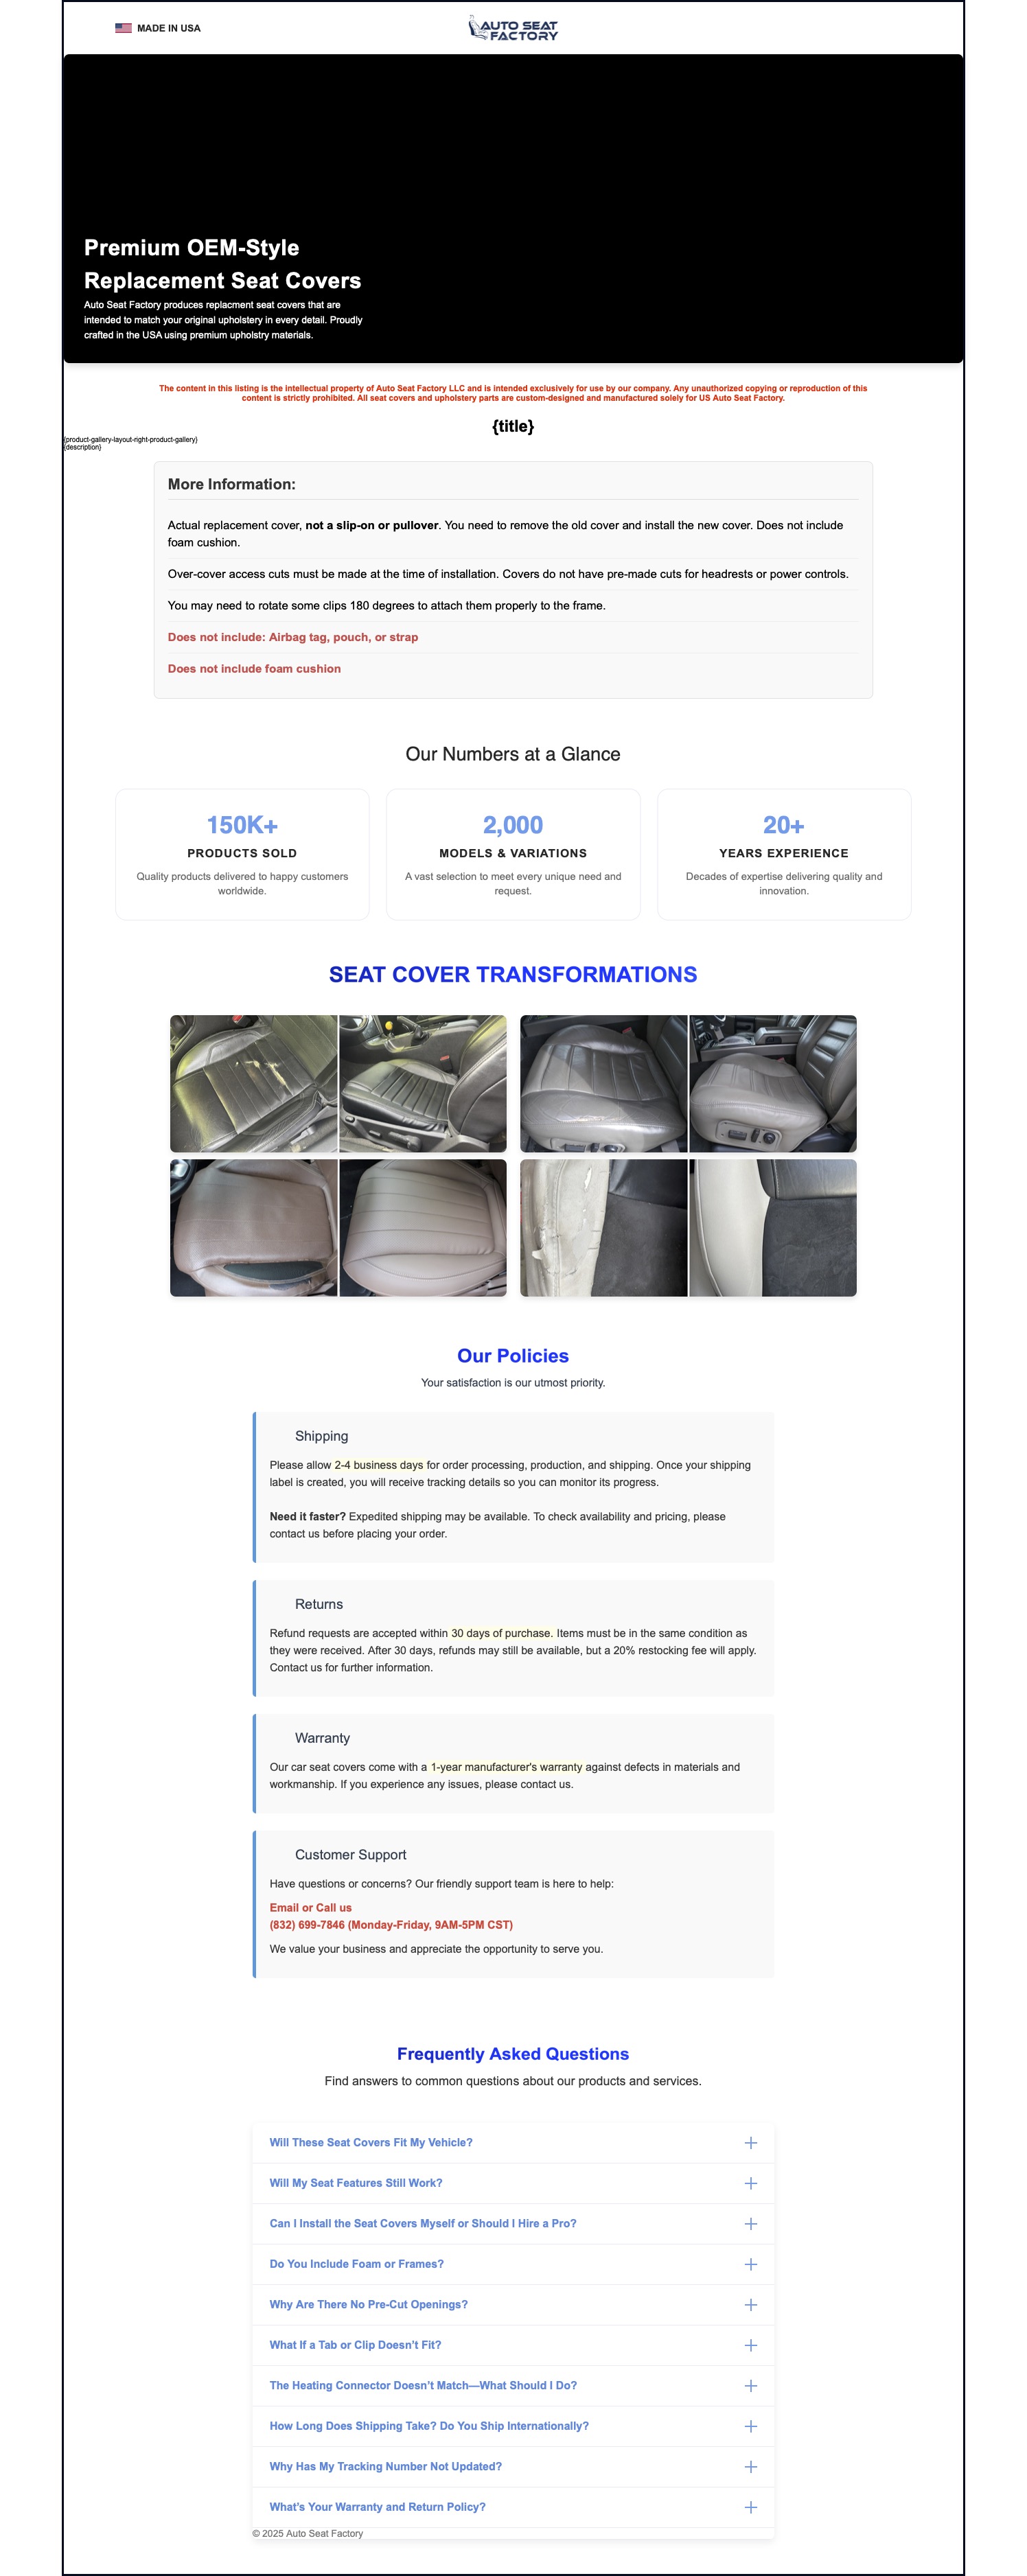 MADE IN USA
AUTO SEAT
FACTORY
Premium OEM-Style
Replacement Seat Covers
Auto Seat Factory produces replacment seat covers that are
intended to match your original upholstery in every detail. Proudly
crafted in the USA using premium upholstry materials.
The content in this listing is the intellectual property of Auto Seat Factory LLC and is intended exclusively for use by our company. Any unauthorized copying or reproduction of this
content is strictly prohibited. All seat covers and upholstery parts are custom-designed and manufactured solely for US Auto Seat Factory.
{title}
{product-gallery-layout-right-product-gallery}
{description}
More Information:
Actual replacement cover, not a slip-on or pullover. You need to remove the old cover and install the new cover. Does not include
foam cushion.
Over-cover access cuts must be made at the time of installation. Covers do not have pre-made cuts for headrests or power controls.
You may need to rotate some clips 180 degrees to attach them properly to the frame.
Does not include: Airbag tag, pouch, or strap
Does not include foam cushion
Our Numbers at a Glance
150K+
PRODUCTS SOLD
Quality products delivered to happy customers
worldwide.
2,000
MODELS & VARIATIONS
A vast selection to meet every unique need and
request.
20+
YEARS EXPERIENCE
Decades of expertise delivering quality and
innovation.
SEAT COVER TRANSFORMATIONS
Our Policies
Your satisfaction is our utmost priority.
Shipping
Please allow 2-4 business days for order processing, production, and shipping. Once your shipping
label is created, you will receive tracking details so you can monitor its progress.
Need it faster? Expedited shipping may be available. To check availability and pricing, please
contact us before placing your order.
Returns
Refund requests are accepted within 30 days of purchase. Items must be in the same condition as
they were received. After 30 days, refunds may still be available, but a 20% restocking fee will apply.
Contact us for further information.
Warranty
Our car seat covers come with a 1-year manufacturer's warranty against defects in materials and
workmanship. If you experience any issues, please contact us.
Customer Support
Have questions or concerns? Our friendly support team is here to help:
Email or Call us
(832) 699-7846 (Monday-Friday, 9AM-5PM CST)
We value your business and appreciate the opportunity to serve you.
Frequently Asked Questions
Find answers to common questions about our products and services.
Will These Seat Covers Fit My Vehicle?
Will My Seat Features Still Work?
Can I Install the Seat Covers Myself or Should I Hire a Pro?
Do You Include Foam or Frames?
Why Are There No Pre-Cut Openings?
What If a Tab or Clip Doesn't Fit?
The Heating Connector Doesn't Match—What Should I Do?
How Long Does Shipping Take? Do You Ship Internationally?
Why Has My Tracking Number Not Updated?
What's Your Warranty and Return Policy?
© 2025 Auto Seat Factory